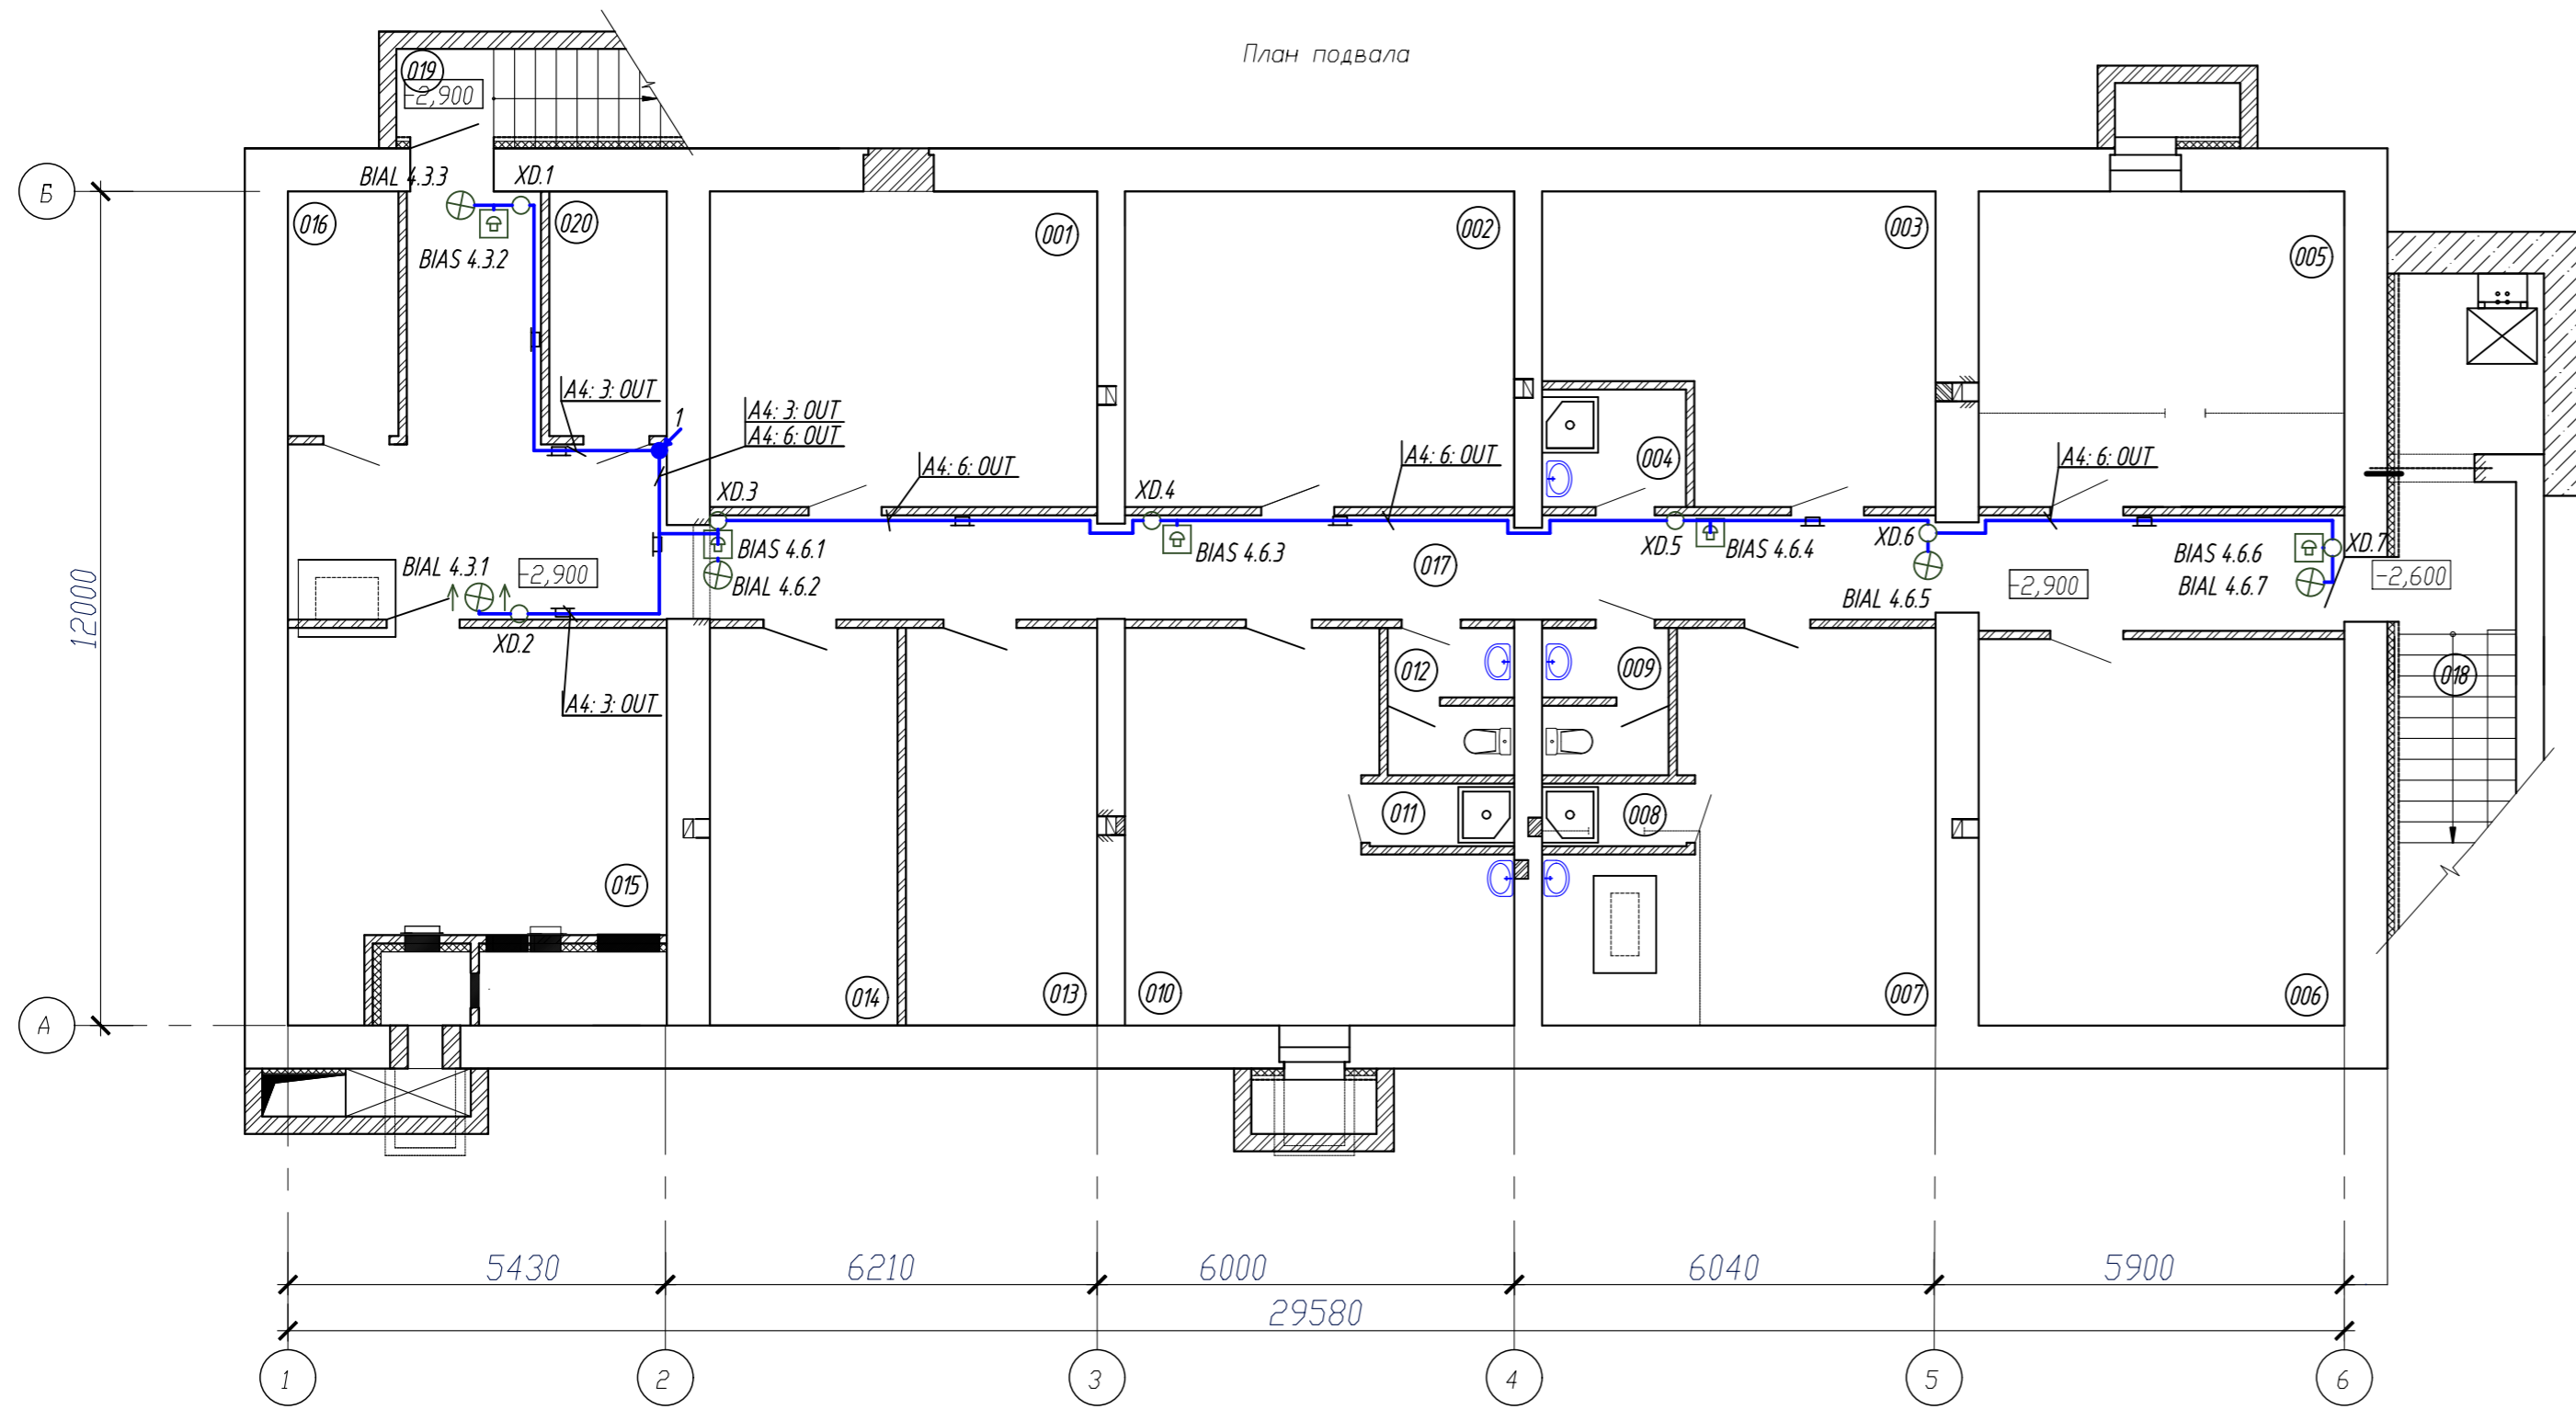 План подвала
019
-2,900
Б
BIAL 4.3.3
XD.1
016
020
001
002
003
005
BIAS 4.3.2
A4: 3: OUT
A4: 3: OUT
A4: 6: OUT
1
A4: 6: OUT
A4: 6: OUT
004
A4: 6: OUT
XD.3
XD.4
XD.5
XD.6
XD.7
BIAS 4.6.1
BIAS 4.6.3
BIAS 4.6.4
BIAS 4.6.6
BIAL 4.3.1
-2,900
BIAL 4.6.2
017
BIAL 4.6.5
-2,900
BIAL 4.6.7
-2,600
12000
XD.2
012
009
018
A4: 3: OUT
011
008
015
014
013
010
007
006
А
5430
6210
6000
6040
5900
29580
1
2
3
4
5
6